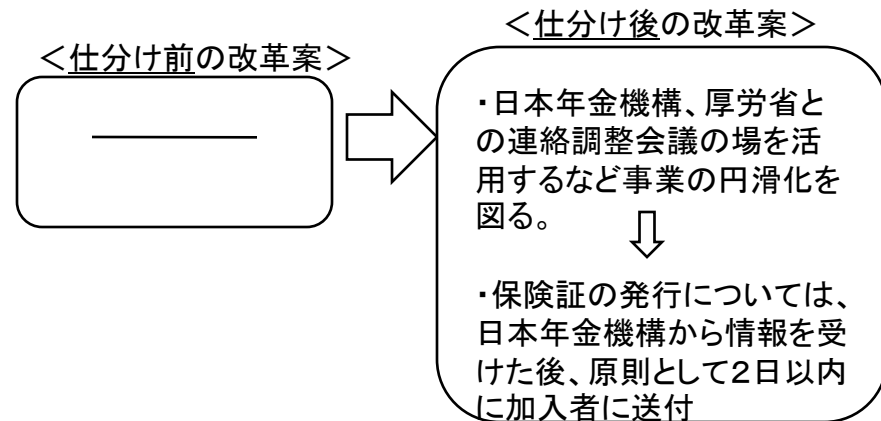 ＜仕分け前の改革案＞
＜仕分け後の改革案＞
・日本年金機構、厚労省と
の連絡調整会議の場を活
用するなど事業の円滑化を
図る。
・保険証の発行については、
日本年金機構から情報を受
けた後、原則として２日以内
に加入者に送付